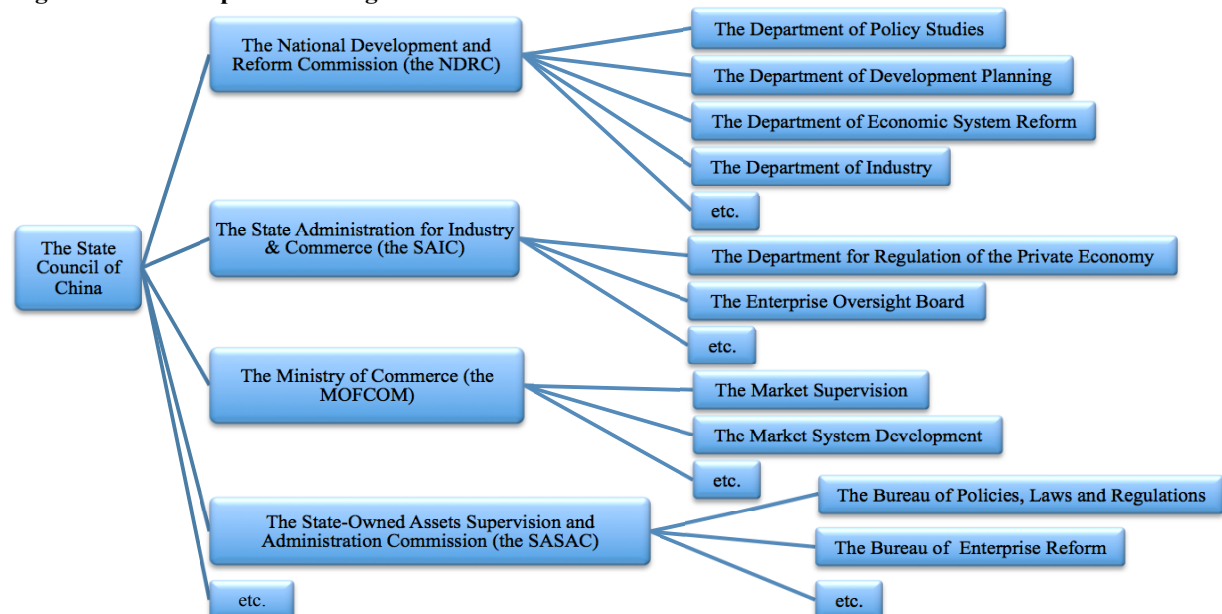 The National Development and
Reform Commission (the NDRC)
The Department of Policy Studies
The Department of Development Planning
The Department of Economic System Reform
The Department of Industry
etc.
The State
Council of
China
The State Administration for Industry
& Commerce (the SAIC)
The Department for Regulation of the Private Economy
The Enterprise Oversight Board
etc.
The Ministry of Commerce (the
MOFCOM)
The Market Supervision
The Market System Development
etc.
The State-Owned Assets Supervision and
Administration Commission (the SASAC)
The Bureau of Policies, Laws and Regulations
The Bureau of Enterprise Reform
etc.
etc.